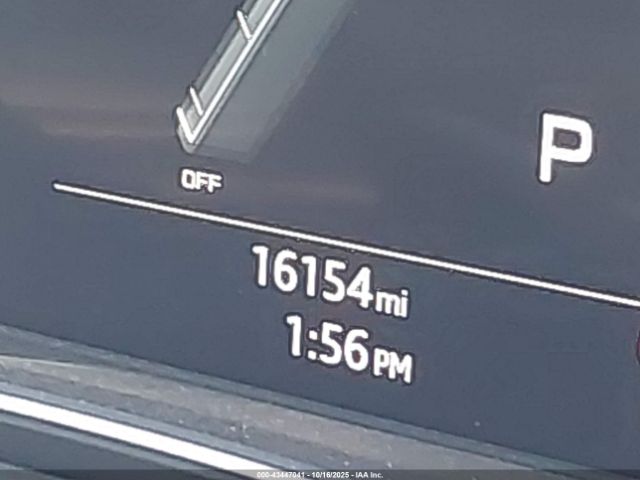 P
OFF
16154mi
1:56PM
000-43447041 - 10/16/2025 - IAA Inc.